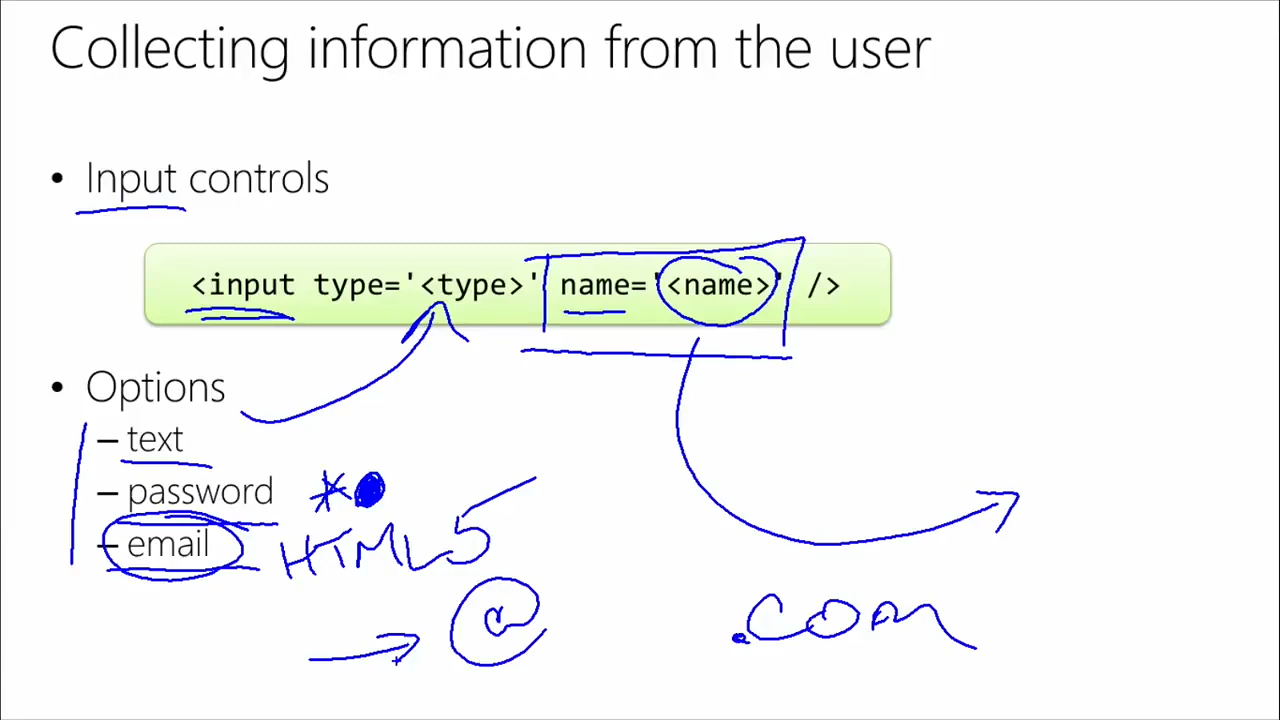 Collecting information from the user
• Input controls
<input type='<type>' name='<name>' />
• Options
– text
– password *
– email HTML5
@ .com